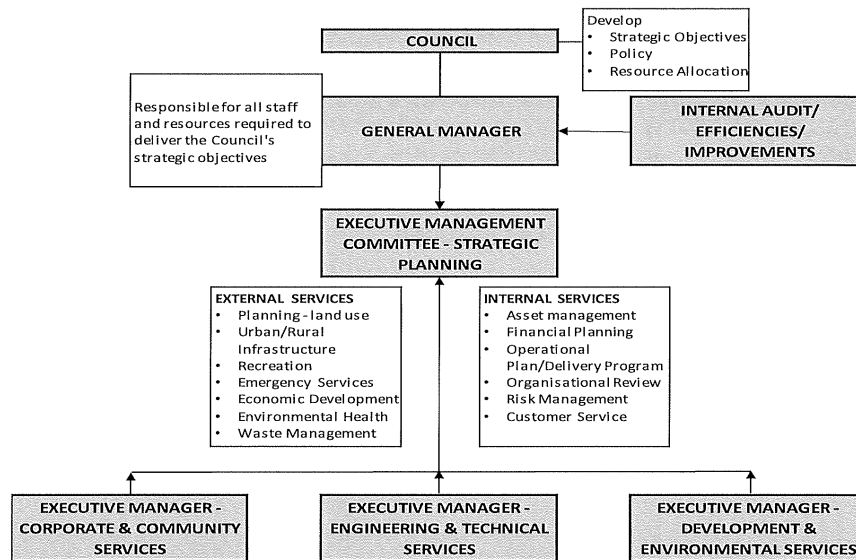 COUNCIL
Develop
• Strategic Objectives
• Policy
• Resource Allocation
Responsible for all staff
and resources required to
deliver the Council's
strategic objectives
GENERAL MANAGER
INTERNAL AUDIT/
EFFICIENCIES/
IMPROVEMENTS
EXECUTIVE MANAGEMENT
COMMITTEE - STRATEGIC
PLANNING
EXTERNAL SERVICES
• Planning - land use
• Urban/Rural
Infrastructure
• Recreation
• Emergency Services
• Economic Development
• Environmental Health
• Waste Management
INTERNAL SERVICES
• Asset management
• Financial Planning
• Operational
Plan/Delivery Program
• Organisational Review
• Risk Management
• Customer Service
EXECUTIVE MANAGER -
CORPORATE & COMMUNITY
SERVICES
EXECUTIVE MANAGER -
ENGINEERING & TECHNICAL
SERVICES
EXECUTIVE MANAGER -
DEVELOPMENT &
ENVIRONMENTAL SERVICES